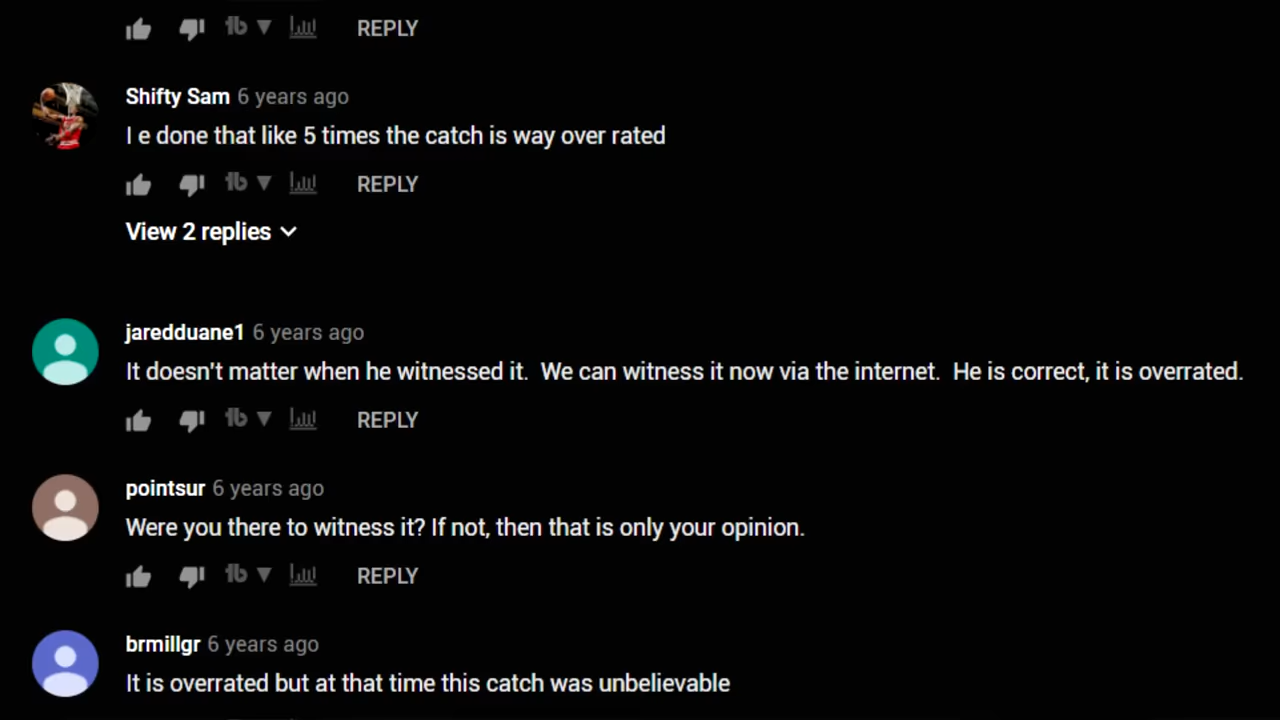 REPLY
Shifty Sam 6 years ago
I e done that like 5 times the catch is way over rated
REPLY
View 2 replies
jaredduane1 6 years ago
It doesn't matter when he witnessed it.  We can witness it now via the internet.  He is correct, it is overrated.
REPLY
pointsur 6 years ago
Were you there to witness it? If not, then that is only your opinion.
REPLY
brmillgr 6 years ago
It is overrated but at that time this catch was unbelievable